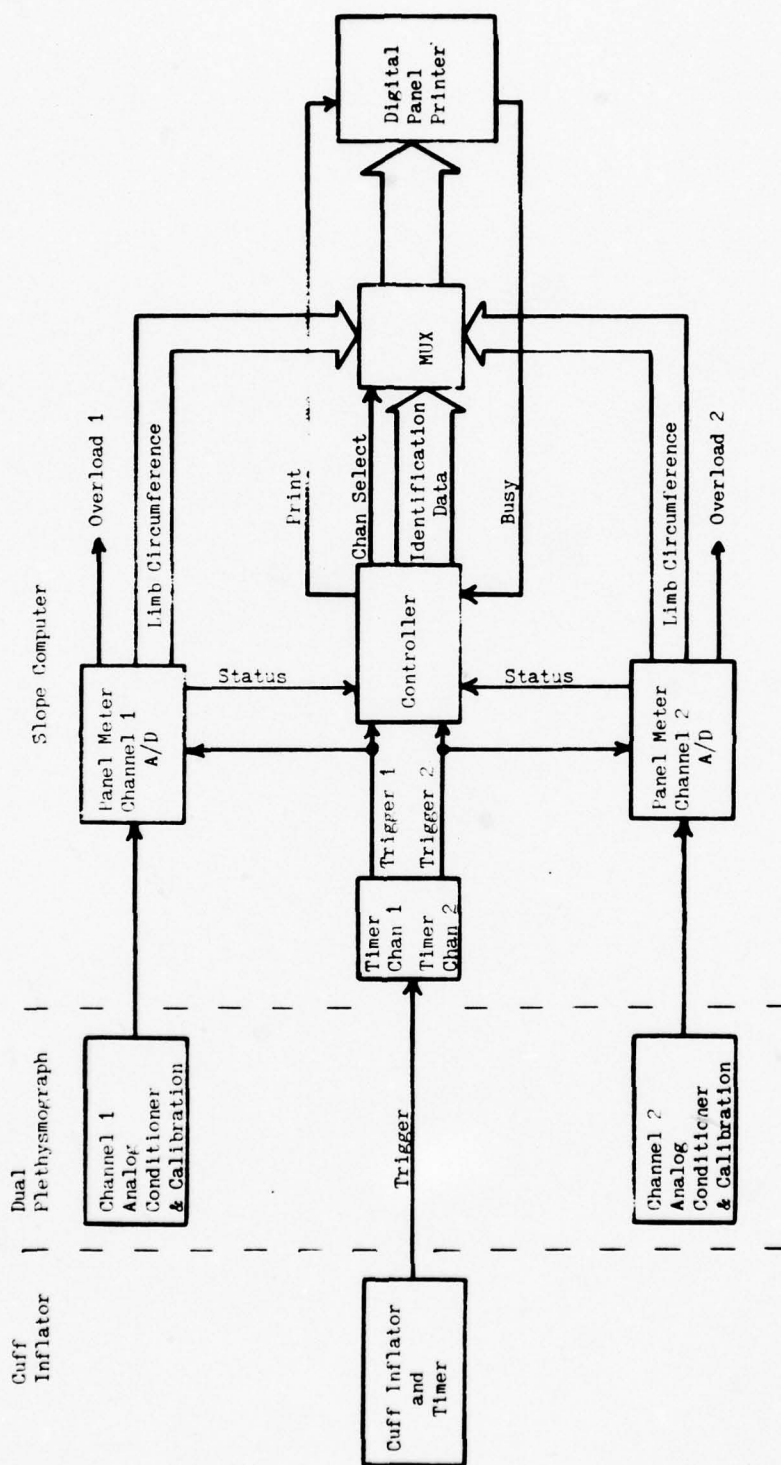 Cuff
Inflator
Dual
Plethysmograph
Slope Computer
Cuff Inflator
and
Timer
Trigger
Channel 1
Analog
Conditioner
& Calibration
Channel 2
Analog
Conditioner
& Calibration
Timer
Chan 1
Timer
Chan 2
Trigger 1
Trigger 2
Panel Meter
Channel 1
A/D
Overload 1
Limb Circumference
Status
Controller
Status
Panel Meter
Channel 2
A/D
Limb Circumference
Overload 2
Print
Chan Select
Identification
Data
Busy
MUX
Digital
Panel
Printer